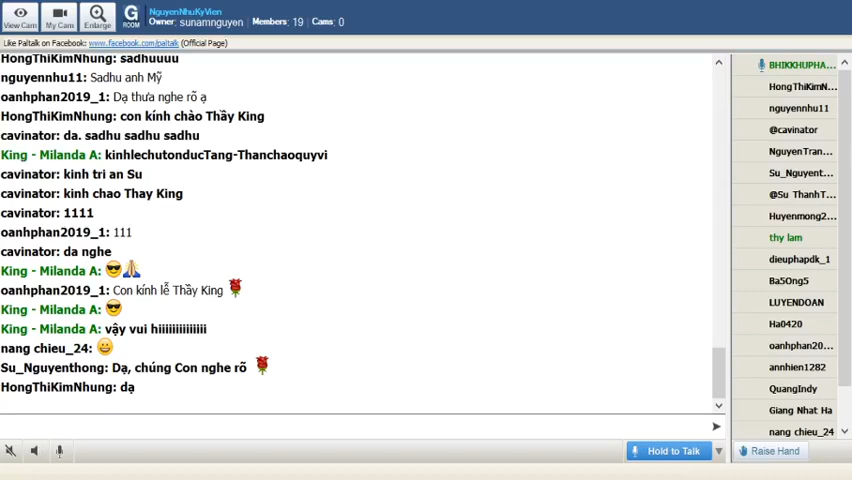 View Cam
My Cam
Enlarge
G
ROOM
NguyenNhuKyVien
Owner: sunamnguyen Members: 19 Cams: 0
Like Paltalk on Facebook: www.facebook.com/paltalk (Official Page)
HongThiKimNhung: sadhuuuu
nguyennhu11: Sadhu anh Mỹ
oanhphan2019_1: Dạ thưa nghe rõ ạ
HongThiKimNhung: con kính chào Thầy King
cavinator: da. sadhu sadhu sadhu
King - Milanda A: kinhlechutonducTang-Thanchaoquyvi
cavinator: kinh tri an Su
cavinator: kinh chao Thay King
cavinator: 1111
oanhphan2019_1: 111
cavinator: da nghe
King - Milanda A: 😎🙏
oanhphan2019_1: Con kính lễ Thầy King 🌹
King - Milanda A: 😎
King - Milanda A: vậy vui hiiiiiiiiiiiiii
nang chieu_24: 😀
Su_Nguyenthong: Dạ, chúng Con nghe rõ 🌹
HongThiKimNhung: dạ
BHIKKHUPHA...
HongThiKimN...
nguyennhu11
@cavinator
NguyenTran...
Su_Nguyent...
@Su ThanhT...
Huyenmong2...
thy lam
dieuphapdk_1
Ba5Ong5
LUYENDOAN
Ha0420
oanhphan20...
annhien1282
QuangIndy
Giang Nhat Ha
nang chieu_24
Hold to Talk
Raise Hand